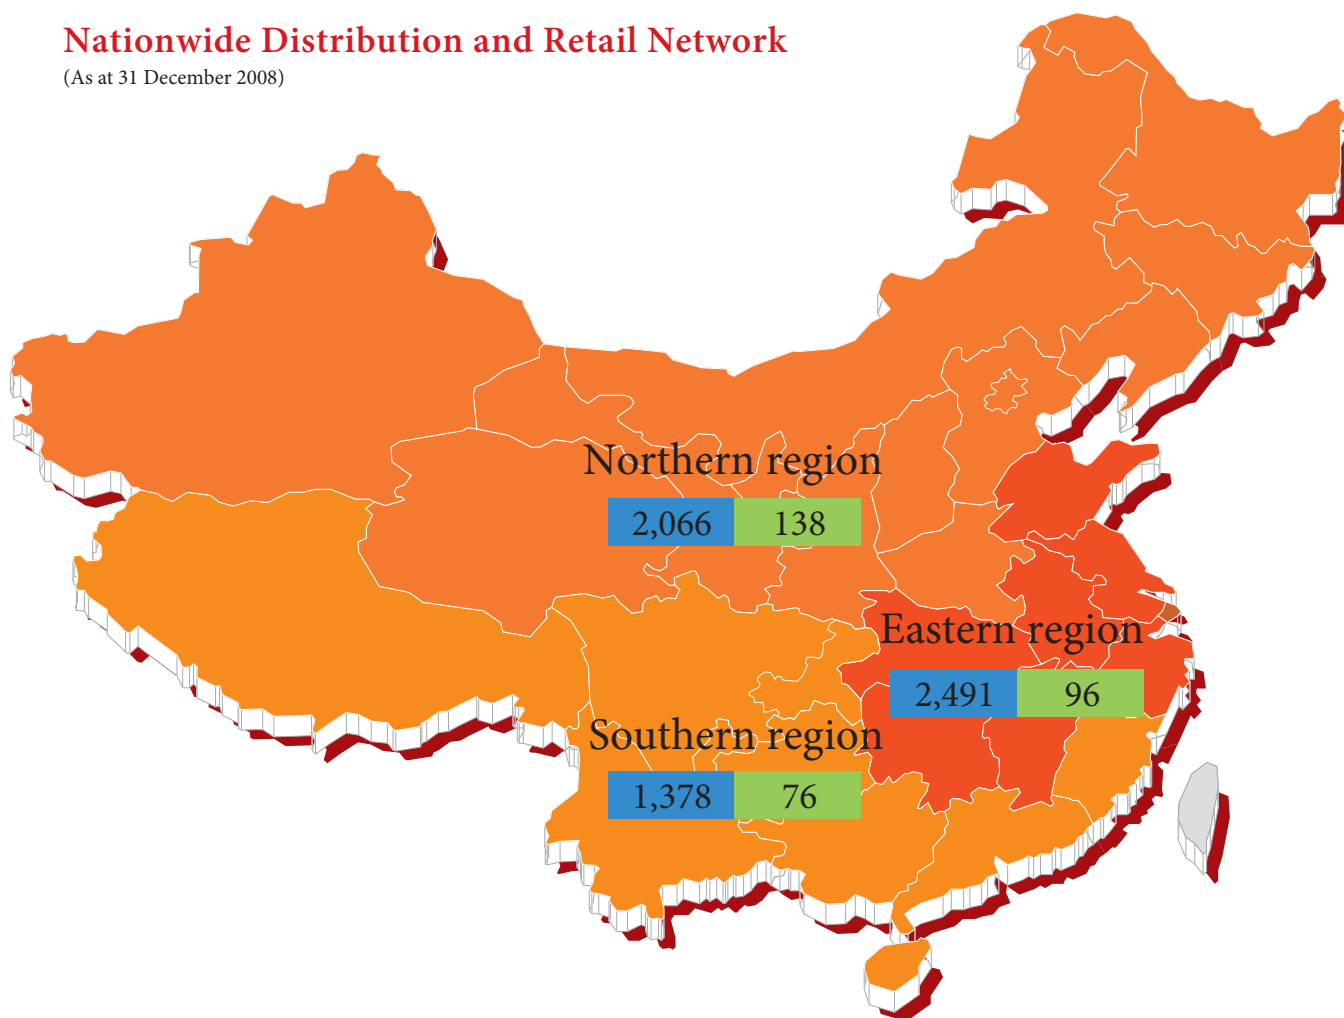 Nationwide Distribution and Retail Network
(As at 31 December 2008)
Northern region
2,066 138
Eastern region
2,491 96
Southern region
1,378 76